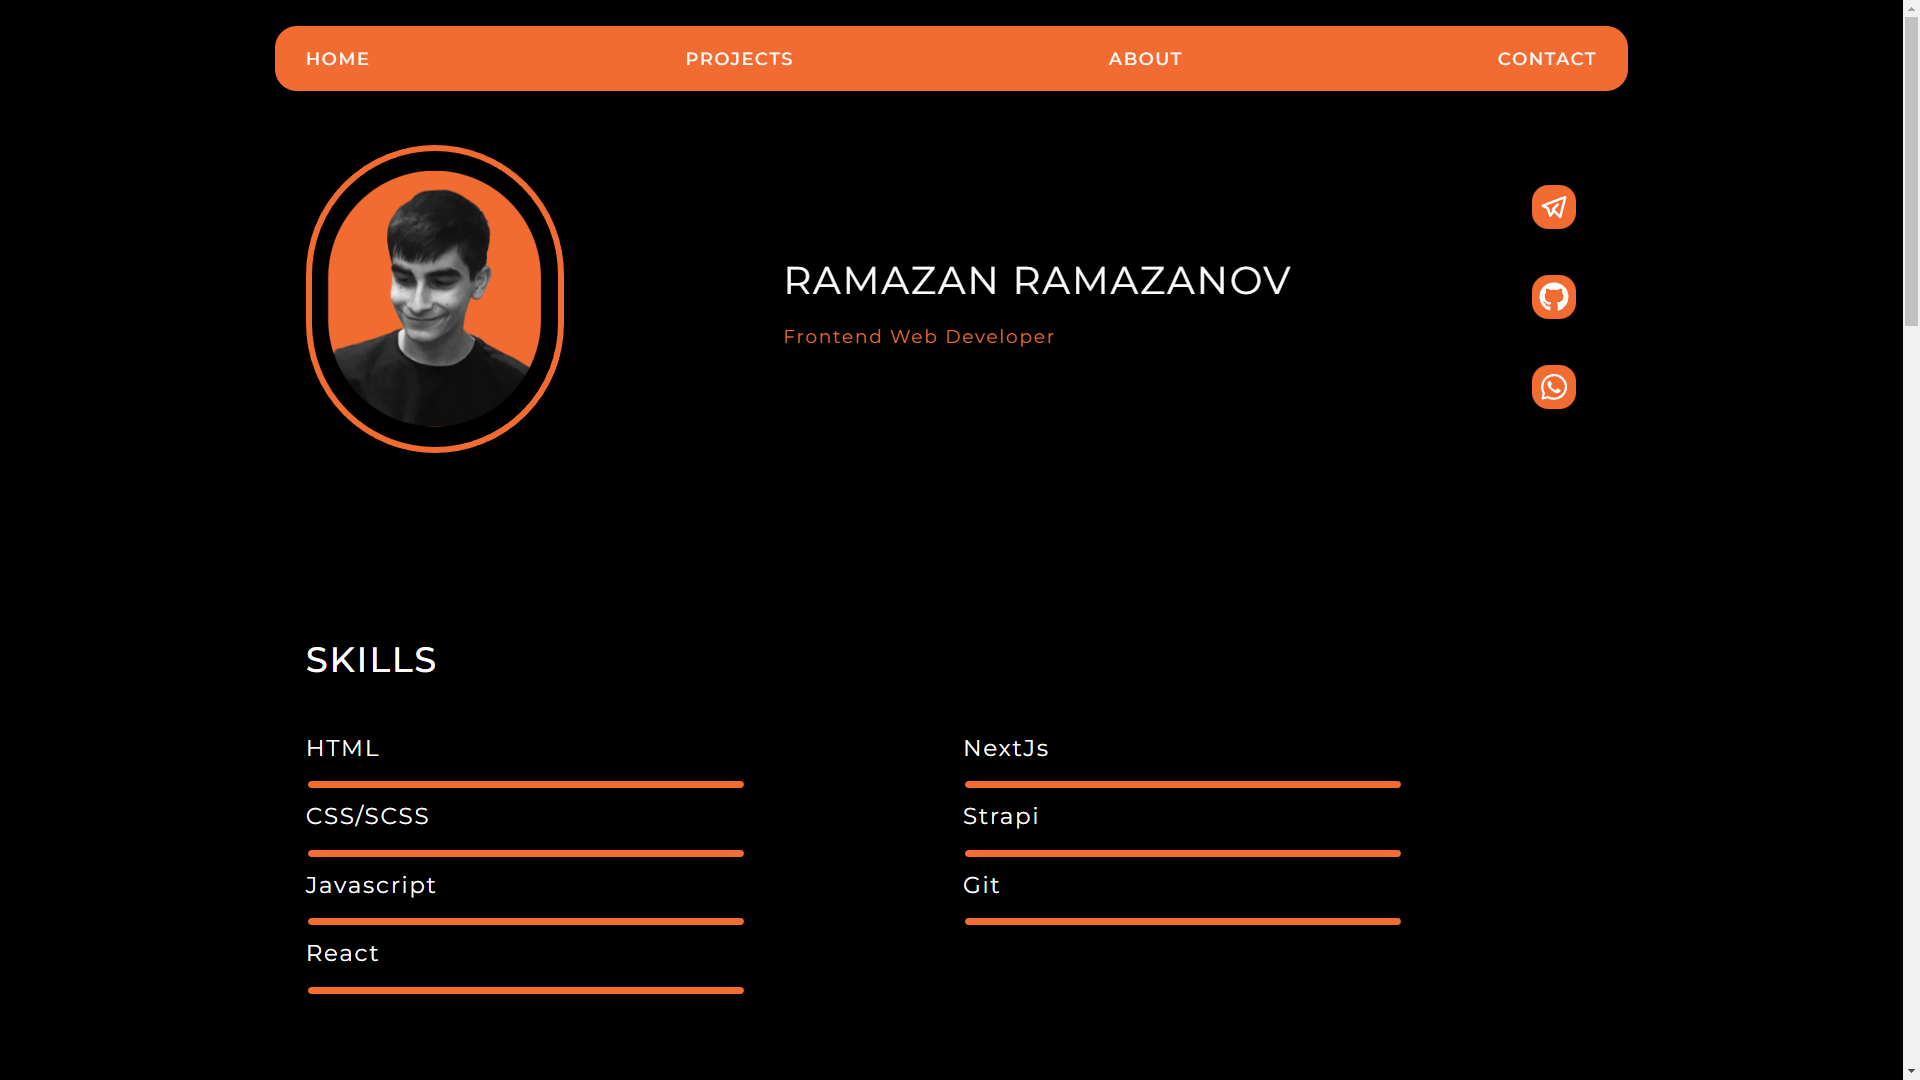 HOME PROJECTS ABOUT CONTACT
RAMAZAN RAMAZANOV
Frontend Web Developer
SKILLS
HTML
CSS/SCSS
Javascript
React
NextJs
Strapi
Git